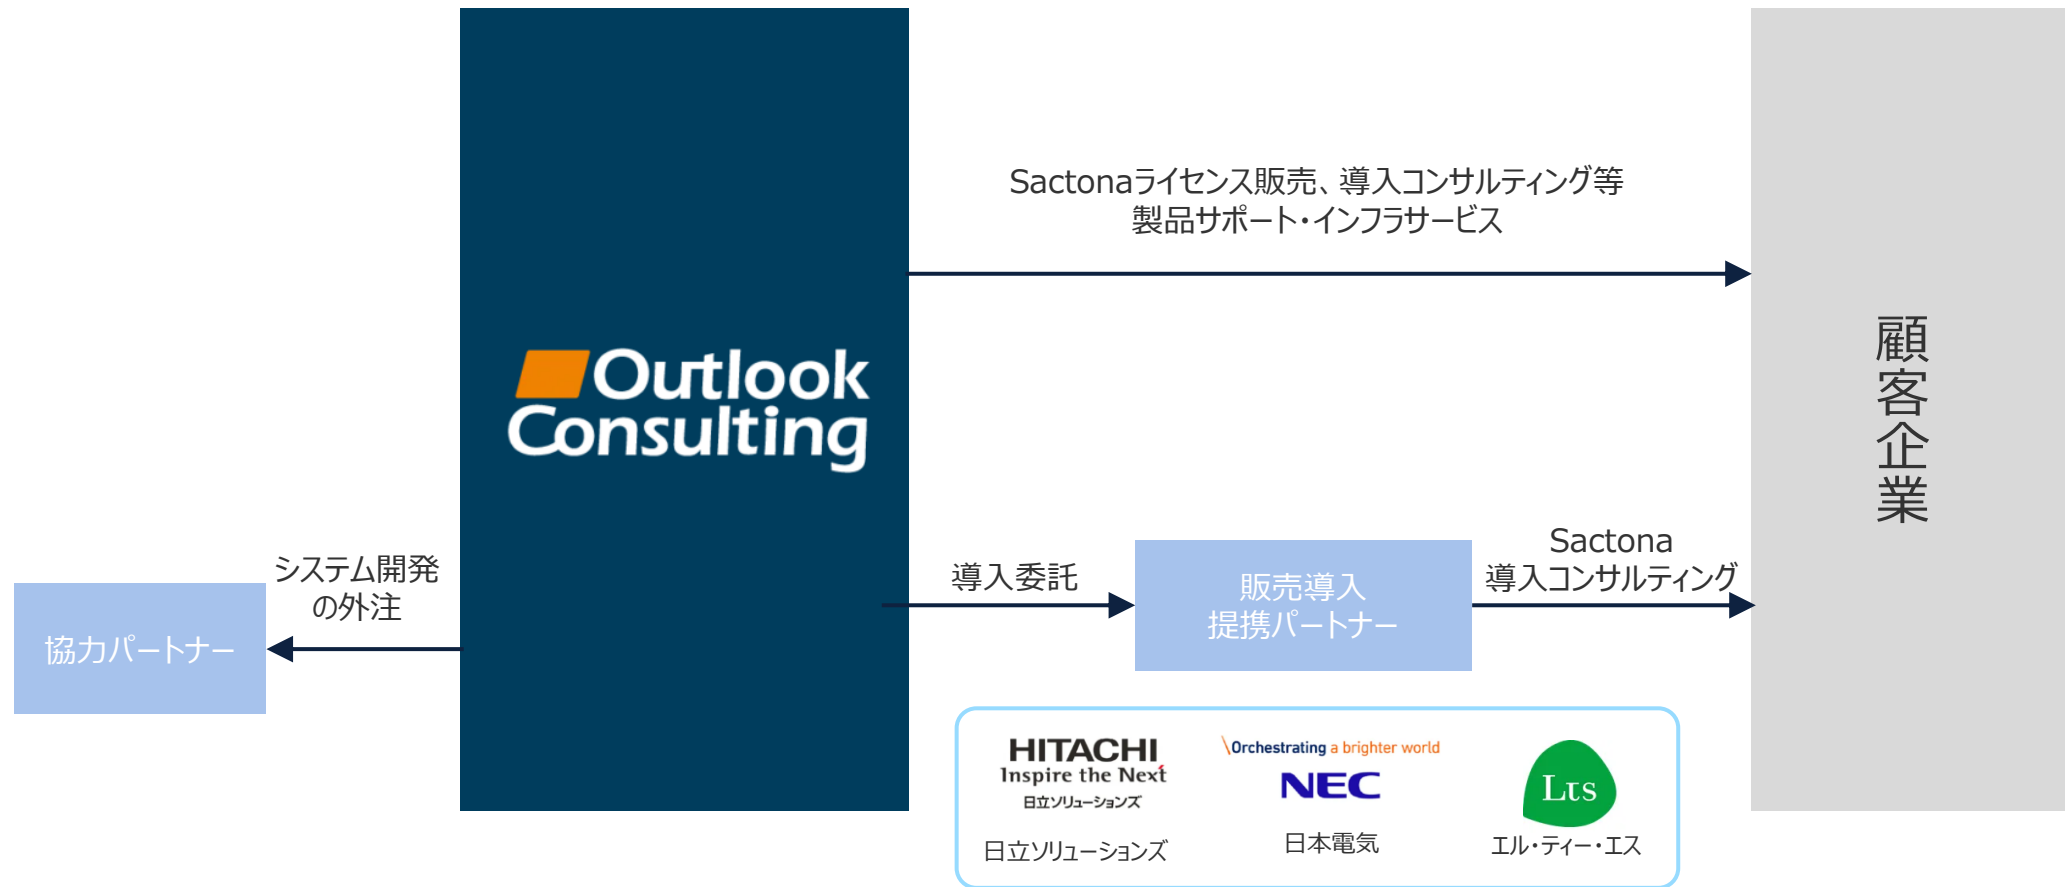 Sactonaライセンス販売、導入コンサルティング等
製品サポート・インフラサービス
Outlook
Consulting
顧客企業
システム開発
の外注
協力パートナー
導入委託
販売導入
提携パートナー
Sactona
導入コンサルティング
HITACHI
Inspire the Next
日立ソリューションズ
日立ソリューションズ
Orchestrating a brighter world
NEC
日本電気
LTS
エル・ティー・エス